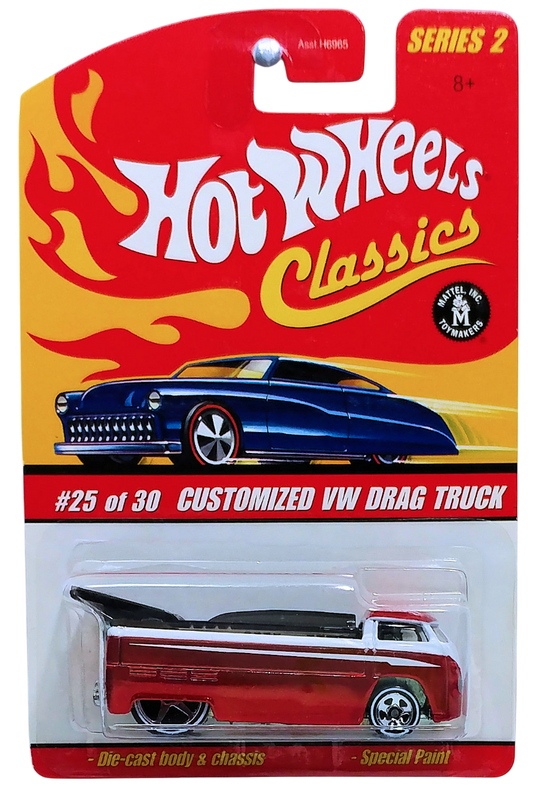 Asst.H6965
SERIES 2
8+
HOT WHEELS
Classics
MATTEL, INC.
M
TOYMAKERS
#25 of 30 CUSTOMIZED VW DRAG TRUCK
- Die-cast body & chassis - Special Paint